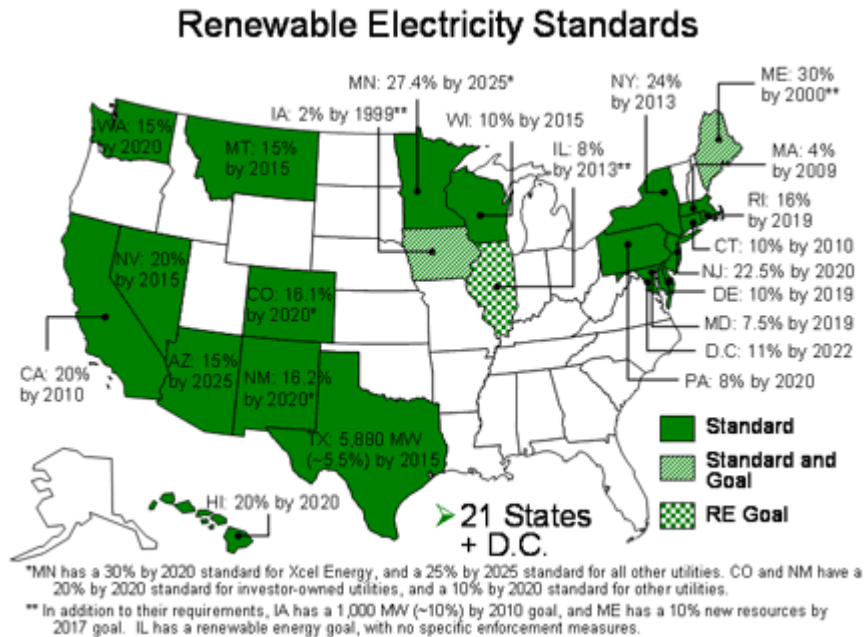 Renewable Electricity Standards
MN: 27.4% by 2025*
NY: 24%
by 2013
ME: 30%
by 2000**
IA: 2% by 1999**
WI: 10% by 2015
WA: 15%
by 2020
MT: 15%
by 2015
IL: 8%
by 2013**
MA: 4%
by 2009
RI: 16%
by 2019
CT: 10% by 2010
NV: 20%
by 2015
NJ: 22.5% by 2020
CO: 16.1%
by 2020*
DE: 10% by 2019
MD: 7.5% by 2019
D.C: 11% by 2022
AZ: 15%
by 2025
NM: 16.2%
by 2020*
CA: 20%
by 2010
PA: 8% by 2020
TX: 5,880 MW
(~5.5%) by 2015
Standard
Standard and
Goal
RE Goal
HI: 20% by 2020
21 States
+ D.C.
*MN has a 30% by 2020 standard for Xcel Energy, and a 25% by 2025 standard for all other utilities. CO and NM have a
20% by 2020 standard for investor-owned utilities, and a 10% by 2020 standard for other utilities.
** In addition to their requirements, IA has a 1,000 MW (~10%) by 2010 goal, and ME has a 10% new resources by
2017 goal. IL has a renewable energy goal, with no specific enforcement measures.